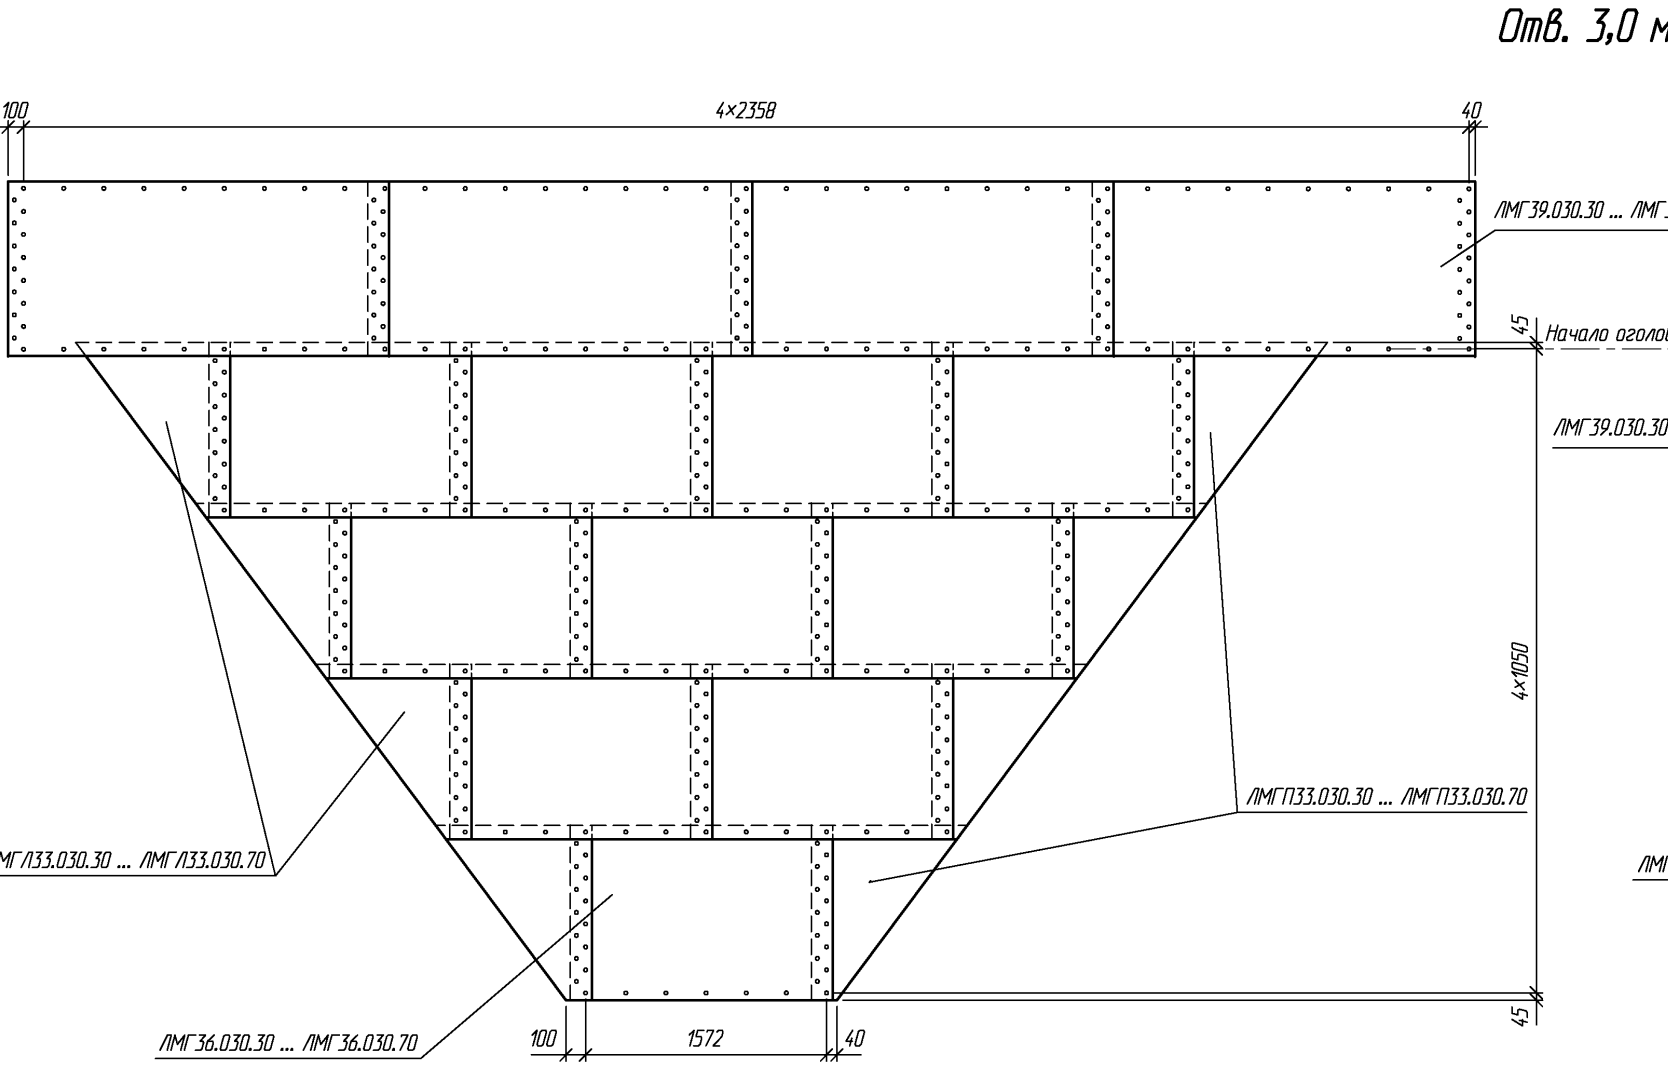 Отв. 3,0 м
100
4×2358
40
ЛМГ39.030.30 ... ЛМГ3
45
Начало оголов
ЛМГ39.030.30
4×1050
ЛМГП33.030.30 ... ЛМГП33.030.70
МГЛ33.030.30 ... ЛМГЛ33.030.70
ЛМГ
45
100
1572
40
ЛМГ36.030.30 ... ЛМГ36.030.70